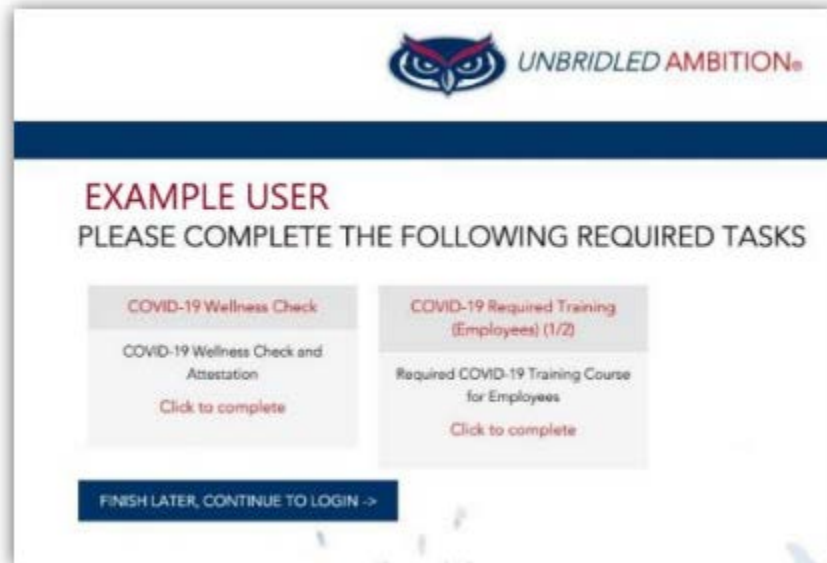 UNBRIDLED AMBITION®
EXAMPLE USER
PLEASE COMPLETE THE FOLLOWING REQUIRED TASKS
COVID-19 Wellness Check
COVID-19 Wellness Check and
Attestation
Click to complete
COVID-19 Required Training
(Employees) (1/2)
Required COVID-19 Training Course
for Employees
Click to complete
FINISH LATER, CONTINUE TO LOGIN ->